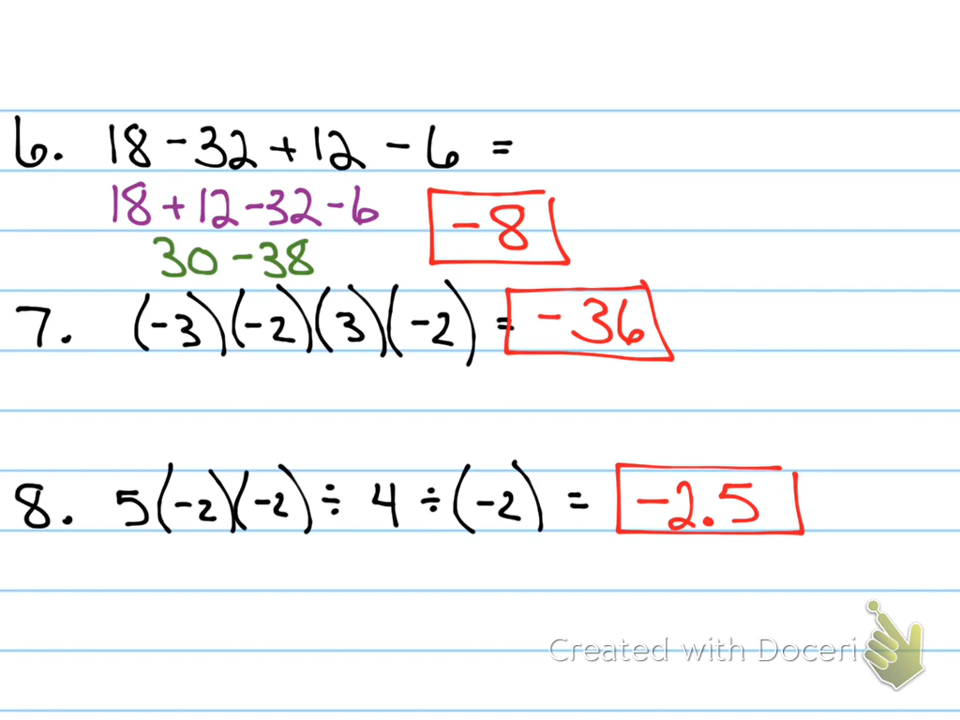 6. 18 - 32 + 12 - 6 =
18 + 12 - 32 - 6
-8
30 - 38
7. (-3)(-2)(3)(-2) = -36
8. 5(-2)(-2) ÷ 4 ÷ (-2) = -2.5
Created with Doceri